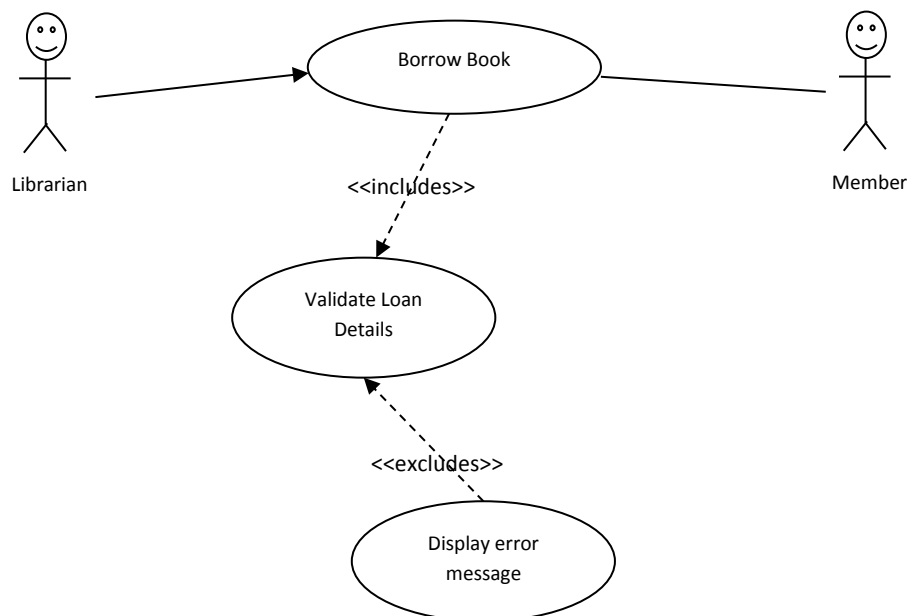 Borrow Book
Librarian
Member
<<includes>>
Validate Loan
Details
<<excludes>>
Display error
message